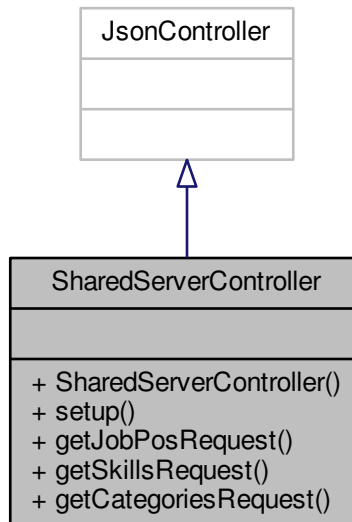 JsonController
SharedServerController
+ SharedServerController()
+ setup()
+ getJobPosRequest()
+ getSkillsRequest()
+ getCategoriesRequest()